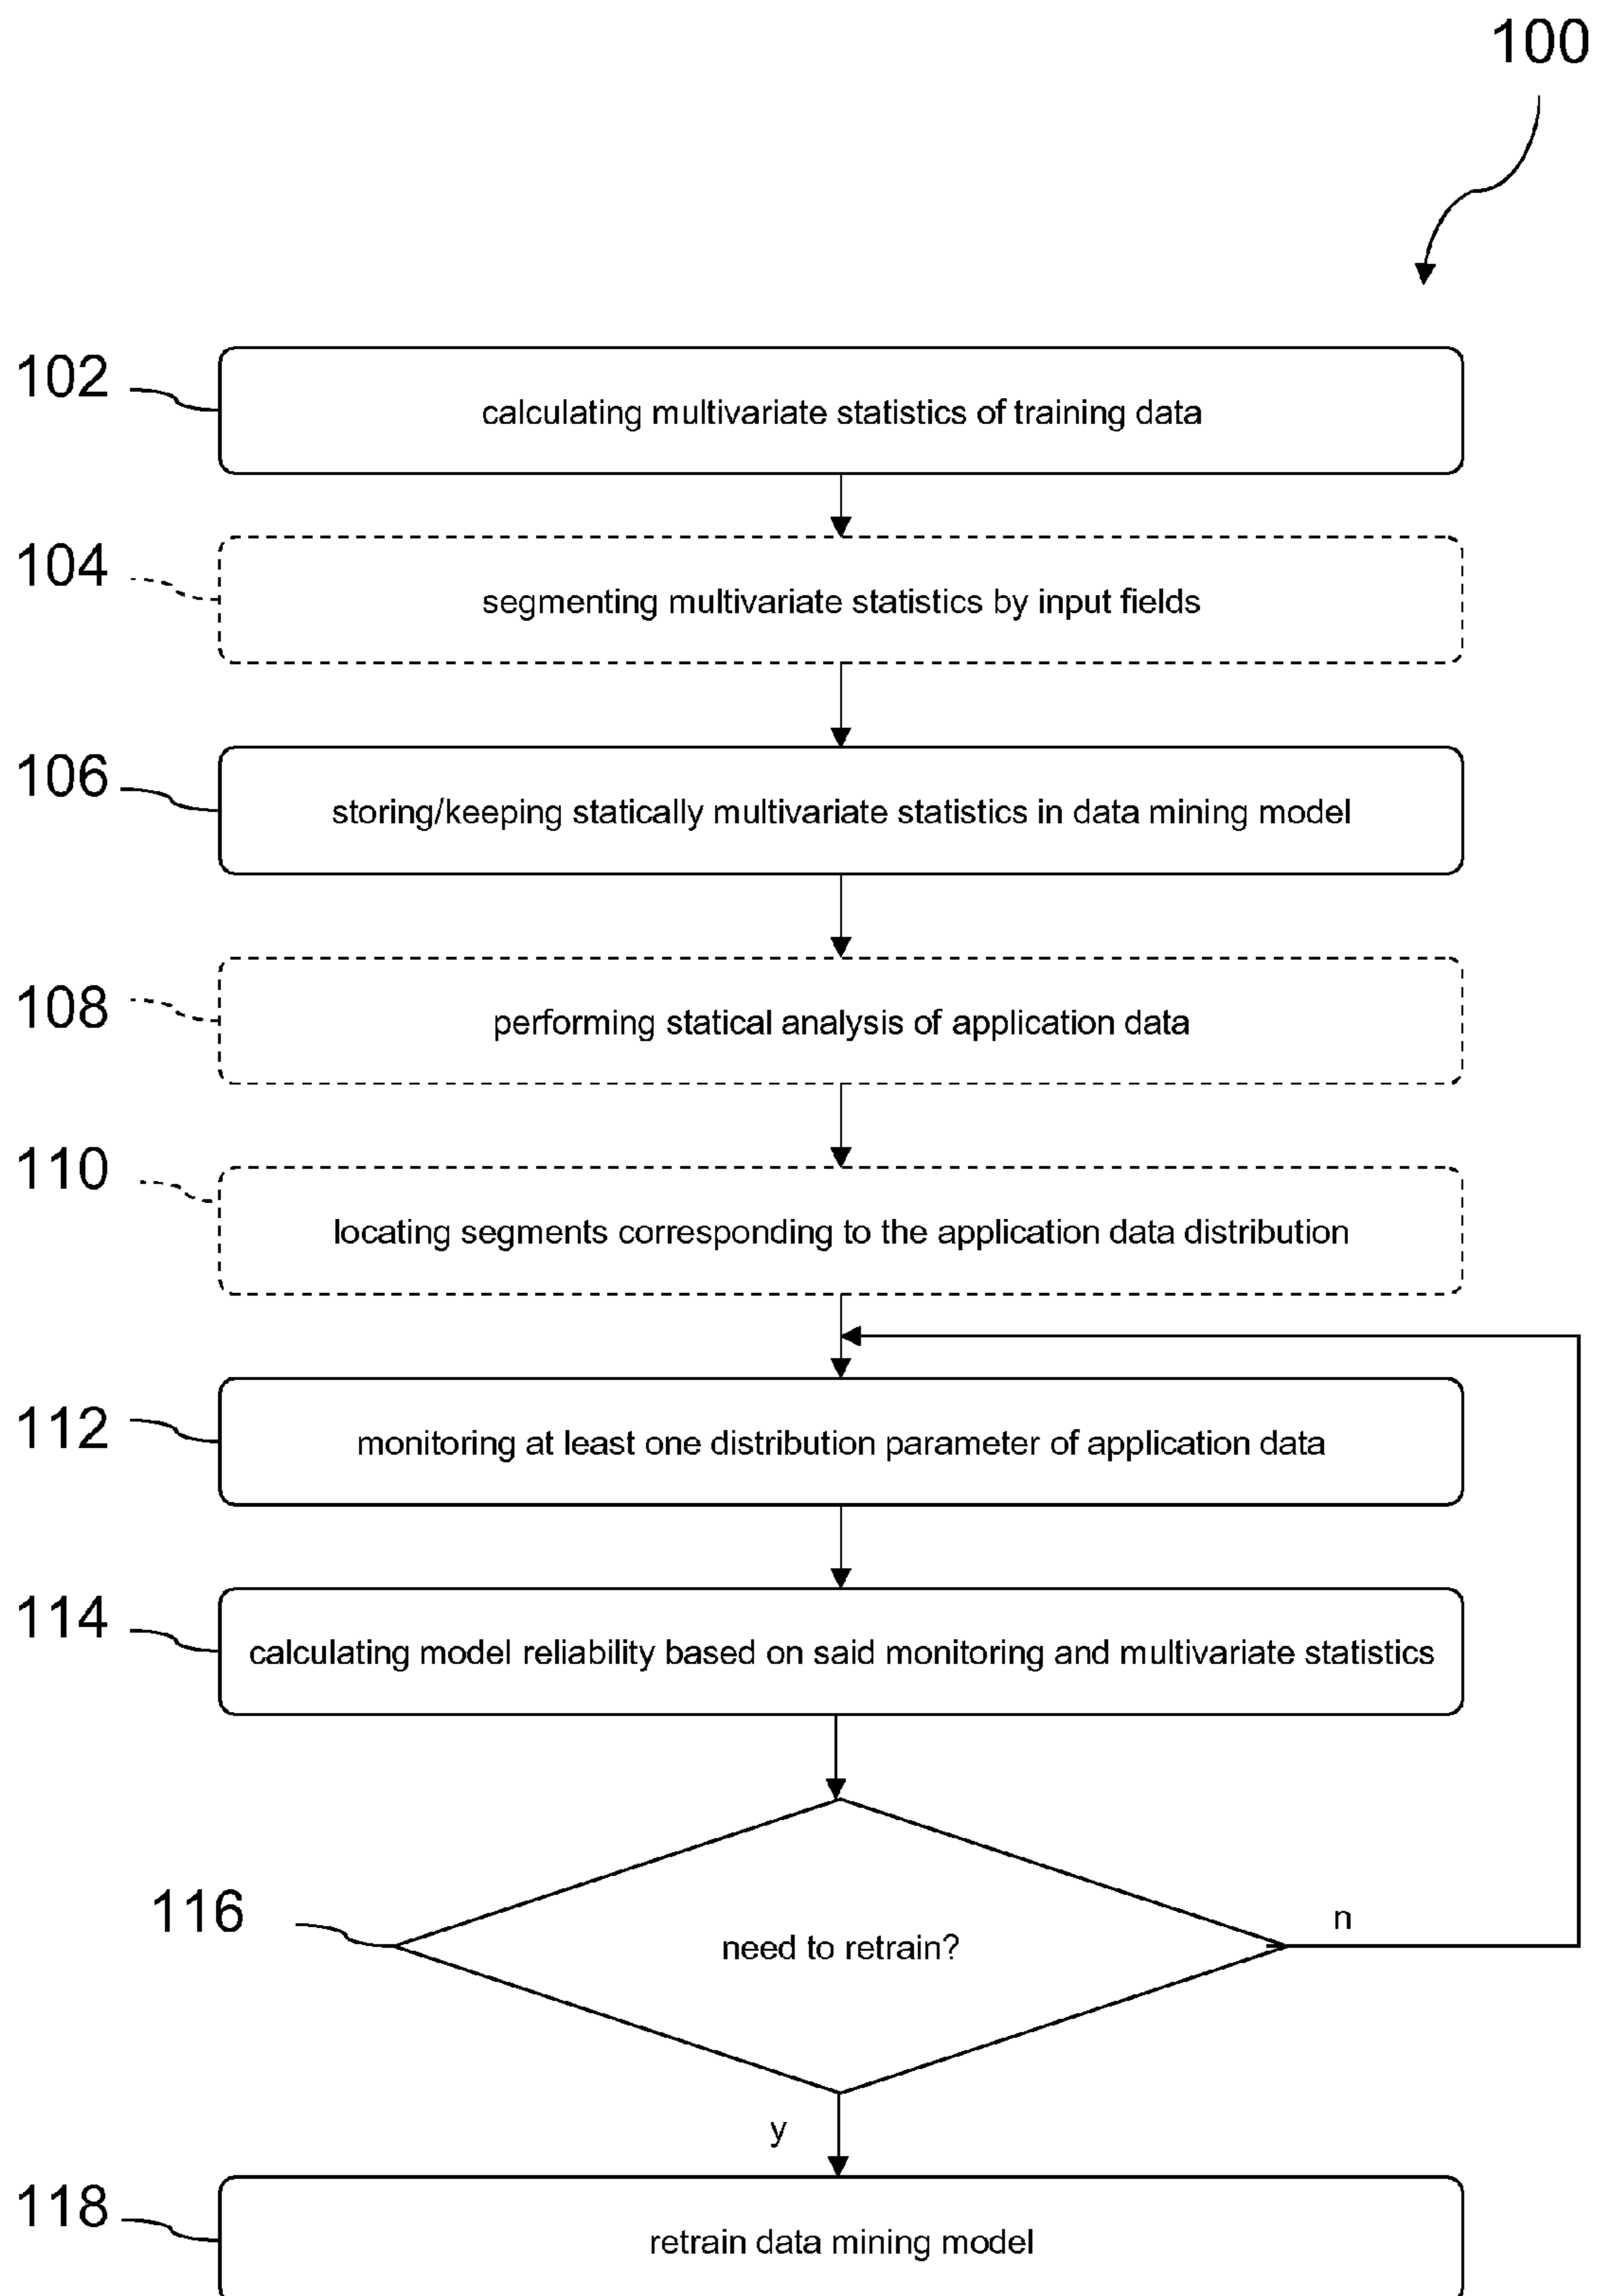 100
102
calculating multivariate statistics of training data
104
segmenting multivariate statistics by input fields
106
storing/keeping statically multivariate statistics in data mining model
108
performing statical analysis of application data
110
locating segments corresponding to the application data distribution
112
monitoring at least one distribution parameter of application data
114
calculating model reliability based on said monitoring and multivariate statistics
116
need to retrain?
n
y
118
retrain data mining model